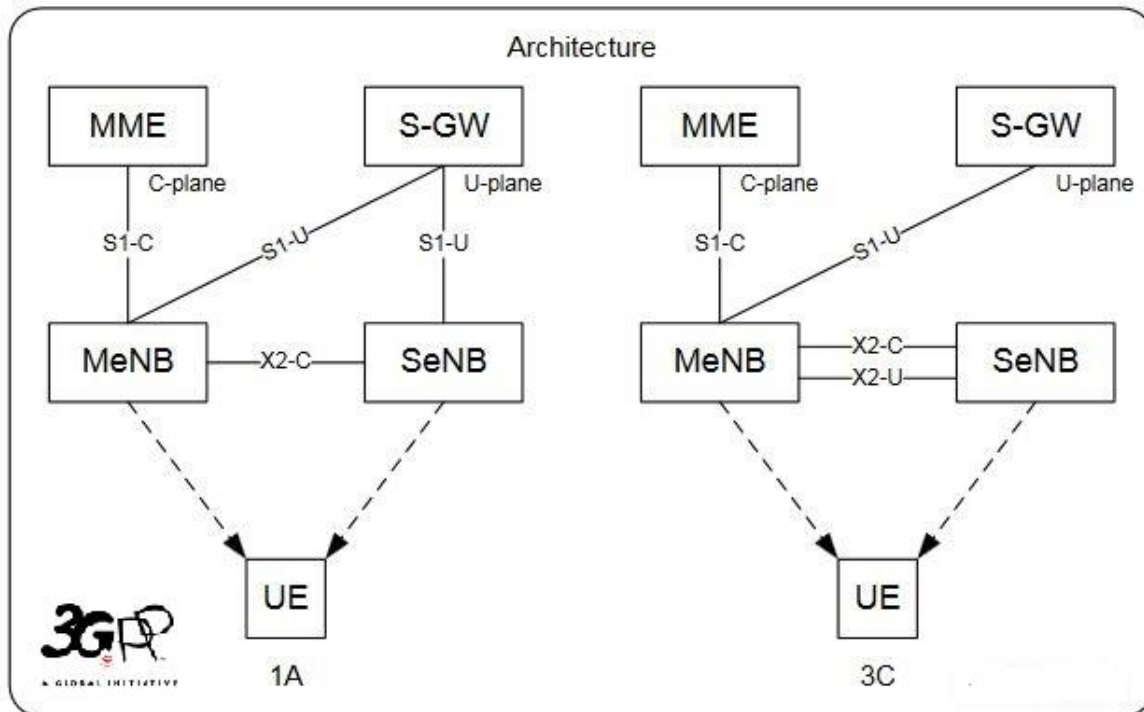 Architecture
MME
S-GW
MME
S-GW
C-plane
U-plane
C-plane
U-plane
S1-C
S1-U
S1-U
S1-C
S1-U
MeNB
X2-C
SeNB
MeNB
X2-C
X2-U
SeNB
UE
UE
3GPP
A GLOBAL INITIATIVE
1A
3C